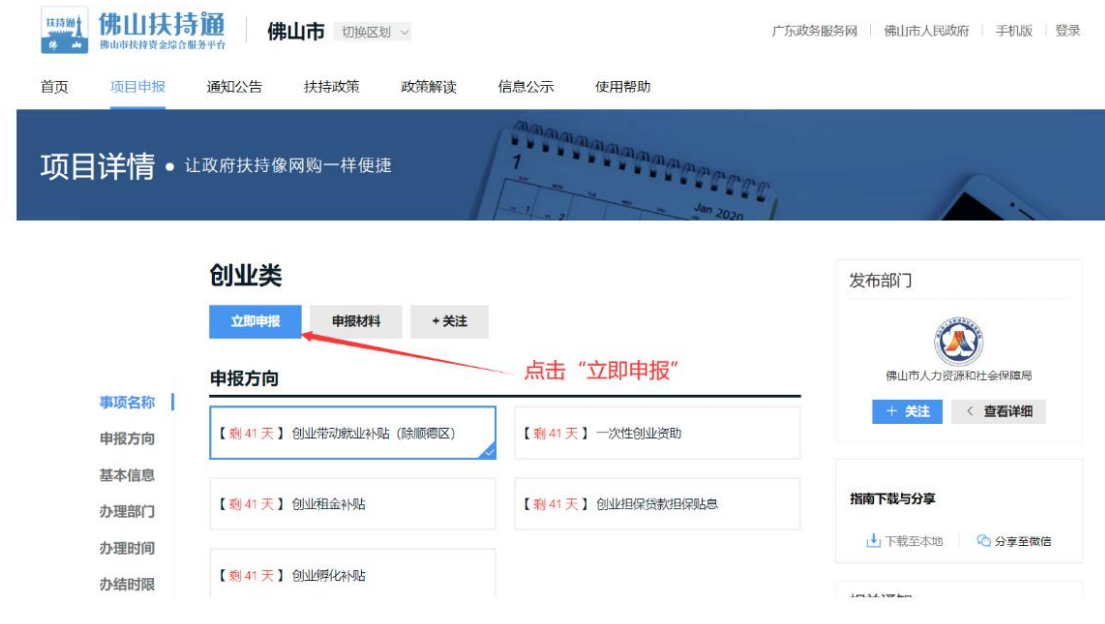 扶持通
佛山
佛山扶持通
佛山市扶持资金综合服务平台
佛山市
切换区划
广东政务服务网 | 佛山市人民政府 | 手机版 | 登录
首页 项目申报 通知公告 扶持政策 政策解读 信息公示 使用帮助
项目详情 • 让政府扶持像网购一样便捷
1
Jan 2020
创业类
立即申报 申报材料 + 关注
点击“立即申报”
申报方向
事项名称
申报方向
基本信息
办理部门
办理时间
办结时限
【 剩 41 天 】 创业带动就业补贴（除顺德区）
【 剩 41 天 】 一次性创业资助
【 剩 41 天 】 创业租金补贴
【 剩 41 天 】 创业担保贷款担保贴息
【 剩 41 天 】 创业孵化补贴
发布部门
佛山市人力资源和社会保障局
+ 关注 < 查看详细
指南下载与分享
下载至本地 分享至微信